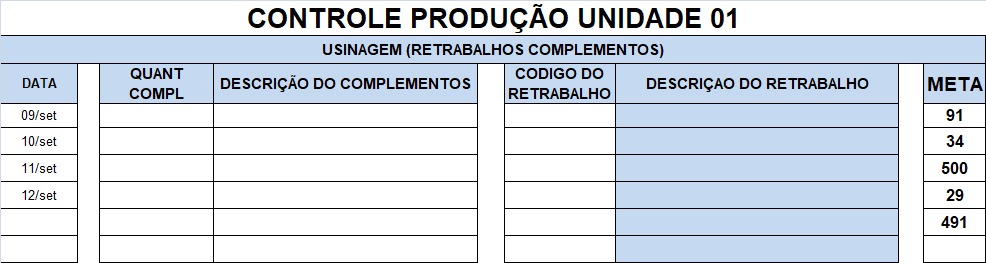 CONTROLE PRODUÇÃO UNIDADE 01
USINAGEM (RETRABALHOS COMPLEMENTOS)
DATA QUANT COMPL DESCRIÇÃO DO COMPLEMENTOS CODIGO DO RETRABALHO DESCRIÇAO DO RETRABALHO META
09/set 91
10/set 34
11/set 500
12/set 29
491